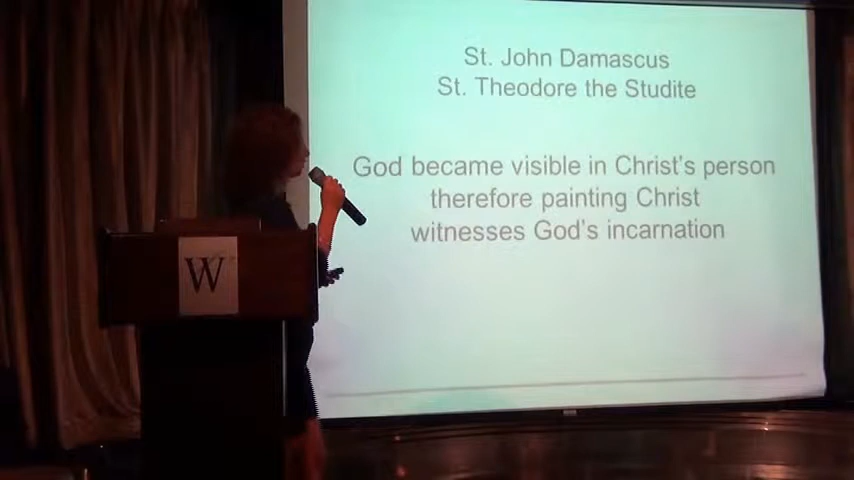 St. John Damascus
St. Theodore the Studite
God became visible in Christ's person
therefore painting Christ
witnesses God's incarnation
W